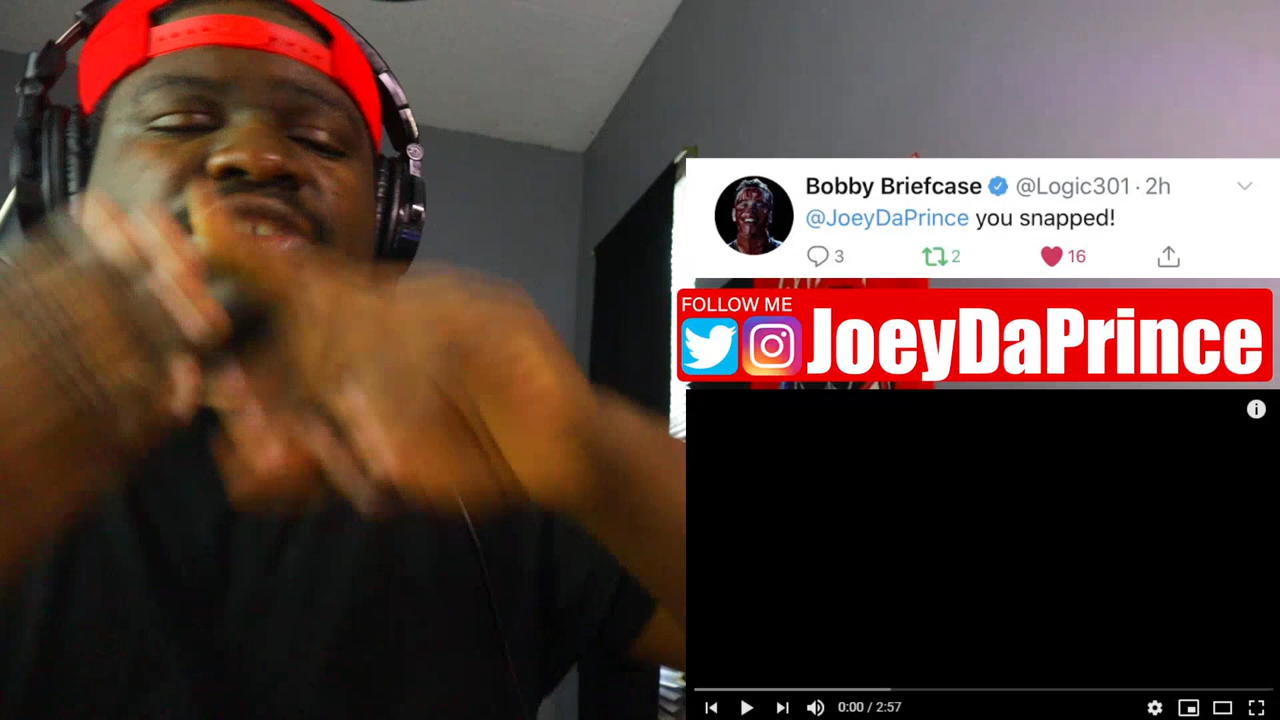 Bobby Briefcase @Logic301 · 2h
@JoeyDaPrince you snapped!
3 2 16
FOLLOW ME
JoeyDaPrince
0:00 / 2:57